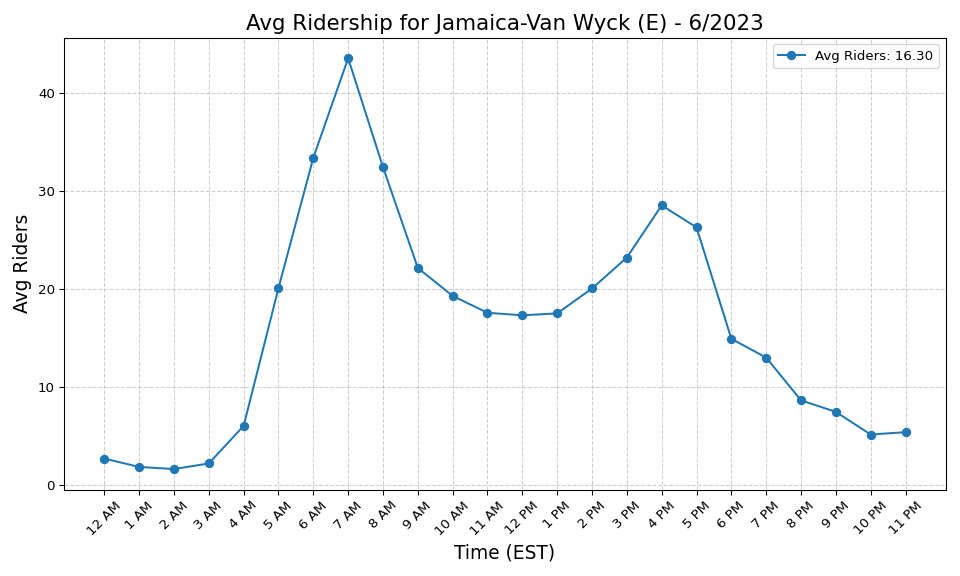 Avg Ridership for Jamaica-Van Wyck (E) - 6/2023
Avg Riders: 16.30
Avg Riders
40
30
20
10
0
12 AM
1 AM
2 AM
3 AM
4 AM
5 AM
6 AM
7 AM
8 AM
9 AM
10 AM
11 AM
12 PM
1 PM
2 PM
3 PM
4 PM
5 PM
6 PM
7 PM
8 PM
9 PM
10 PM
11 PM
Time (EST)